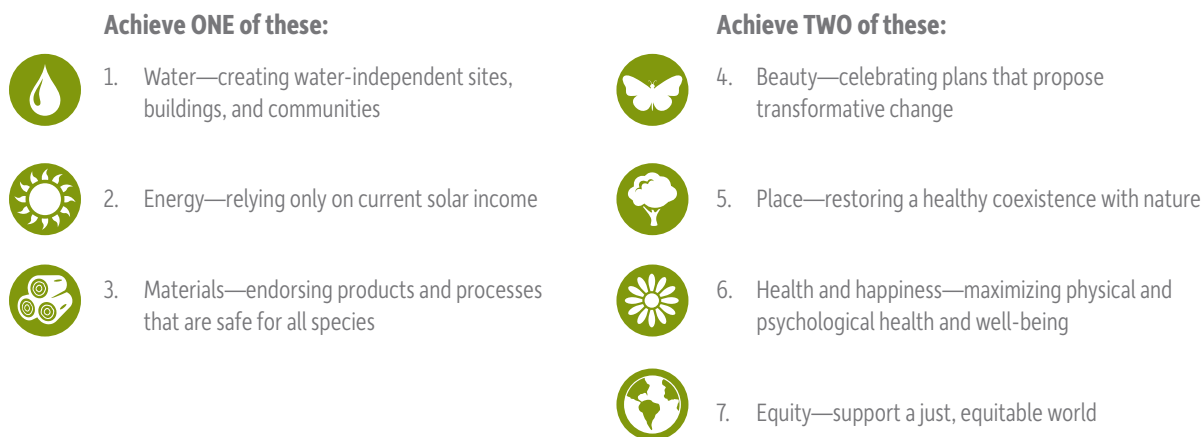 Achieve ONE of these:
1. Water—creating water-independent sites,
buildings, and communities
2. Energy—relying only on current solar income
3. Materials—endorsing products and processes
that are safe for all species
Achieve TWO of these:
4. Beauty—celebrating plans that propose
transformative change
5. Place—restoring a healthy coexistence with nature
6. Health and happiness—maximizing physical and
psychological health and well-being
7. Equity—support a just, equitable world